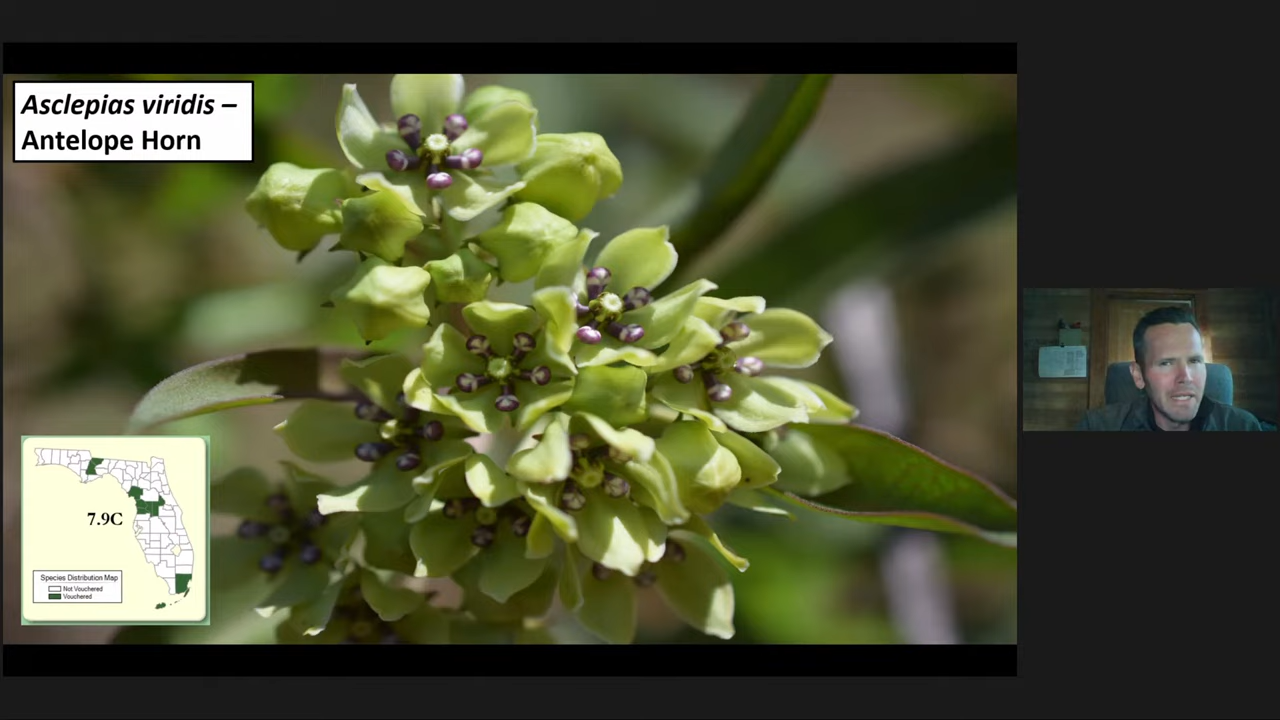 Asclepias viridis –
Antelope Horn
7.9C
Species Distribution Map
Not Vouchered
Vouchered